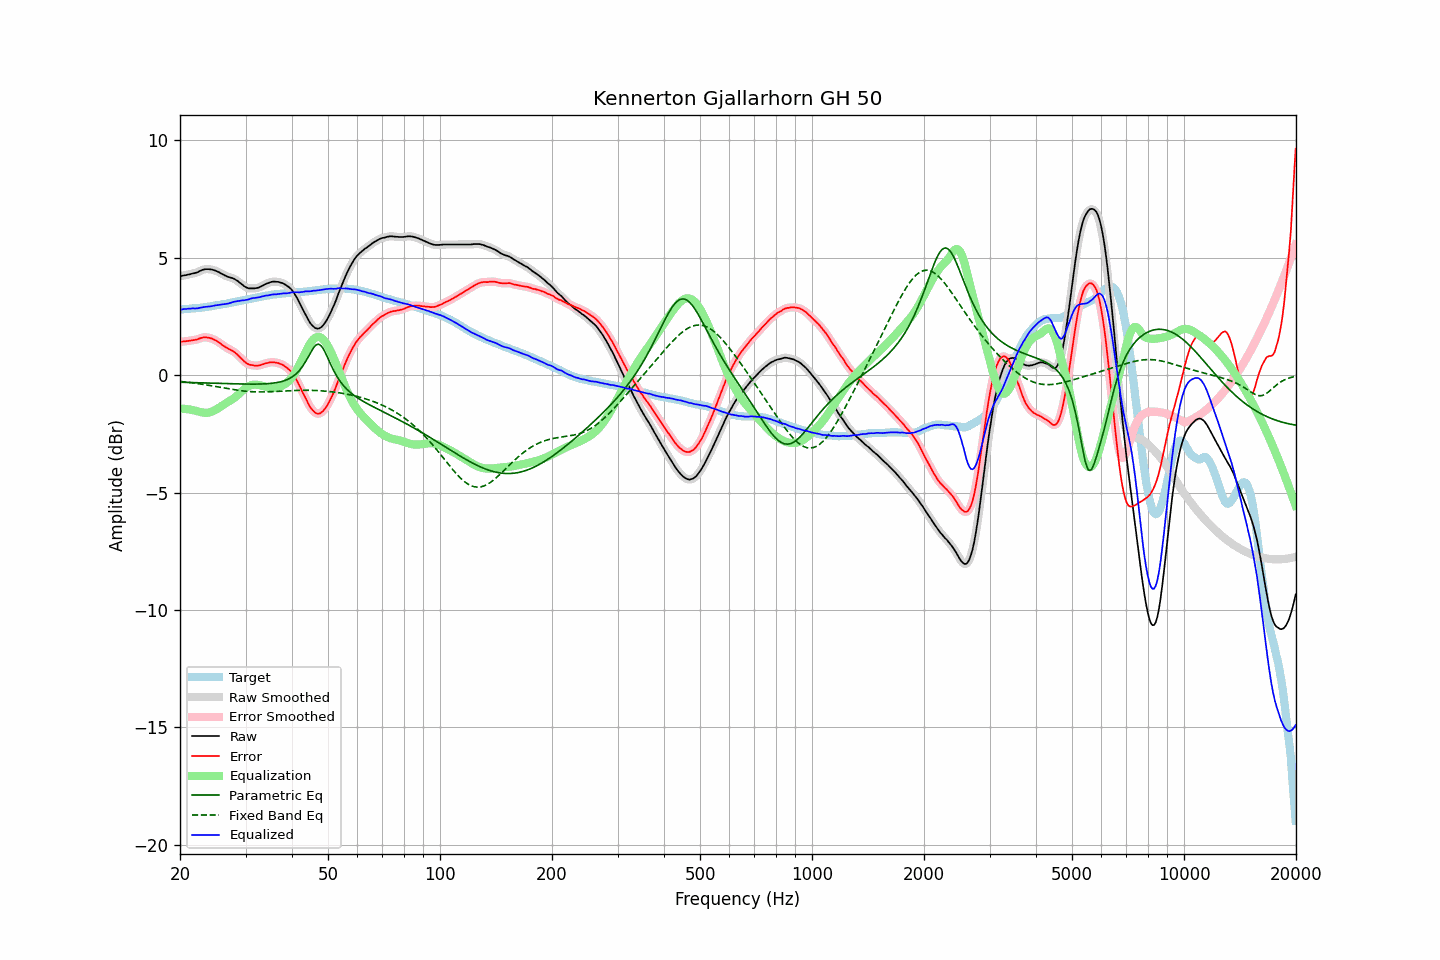 Kennerton Gjallarhorn GH 50
Amplitude (dBr)
10
5
0
−5
−10
−15
−20
Target
Raw Smoothed
Error Smoothed
Raw
Error
Equalization
Parametric Eq
Fixed Band Eq
Equalized
20 50 100 200 500 1000 2000 5000 10000 20000
Frequency (Hz)